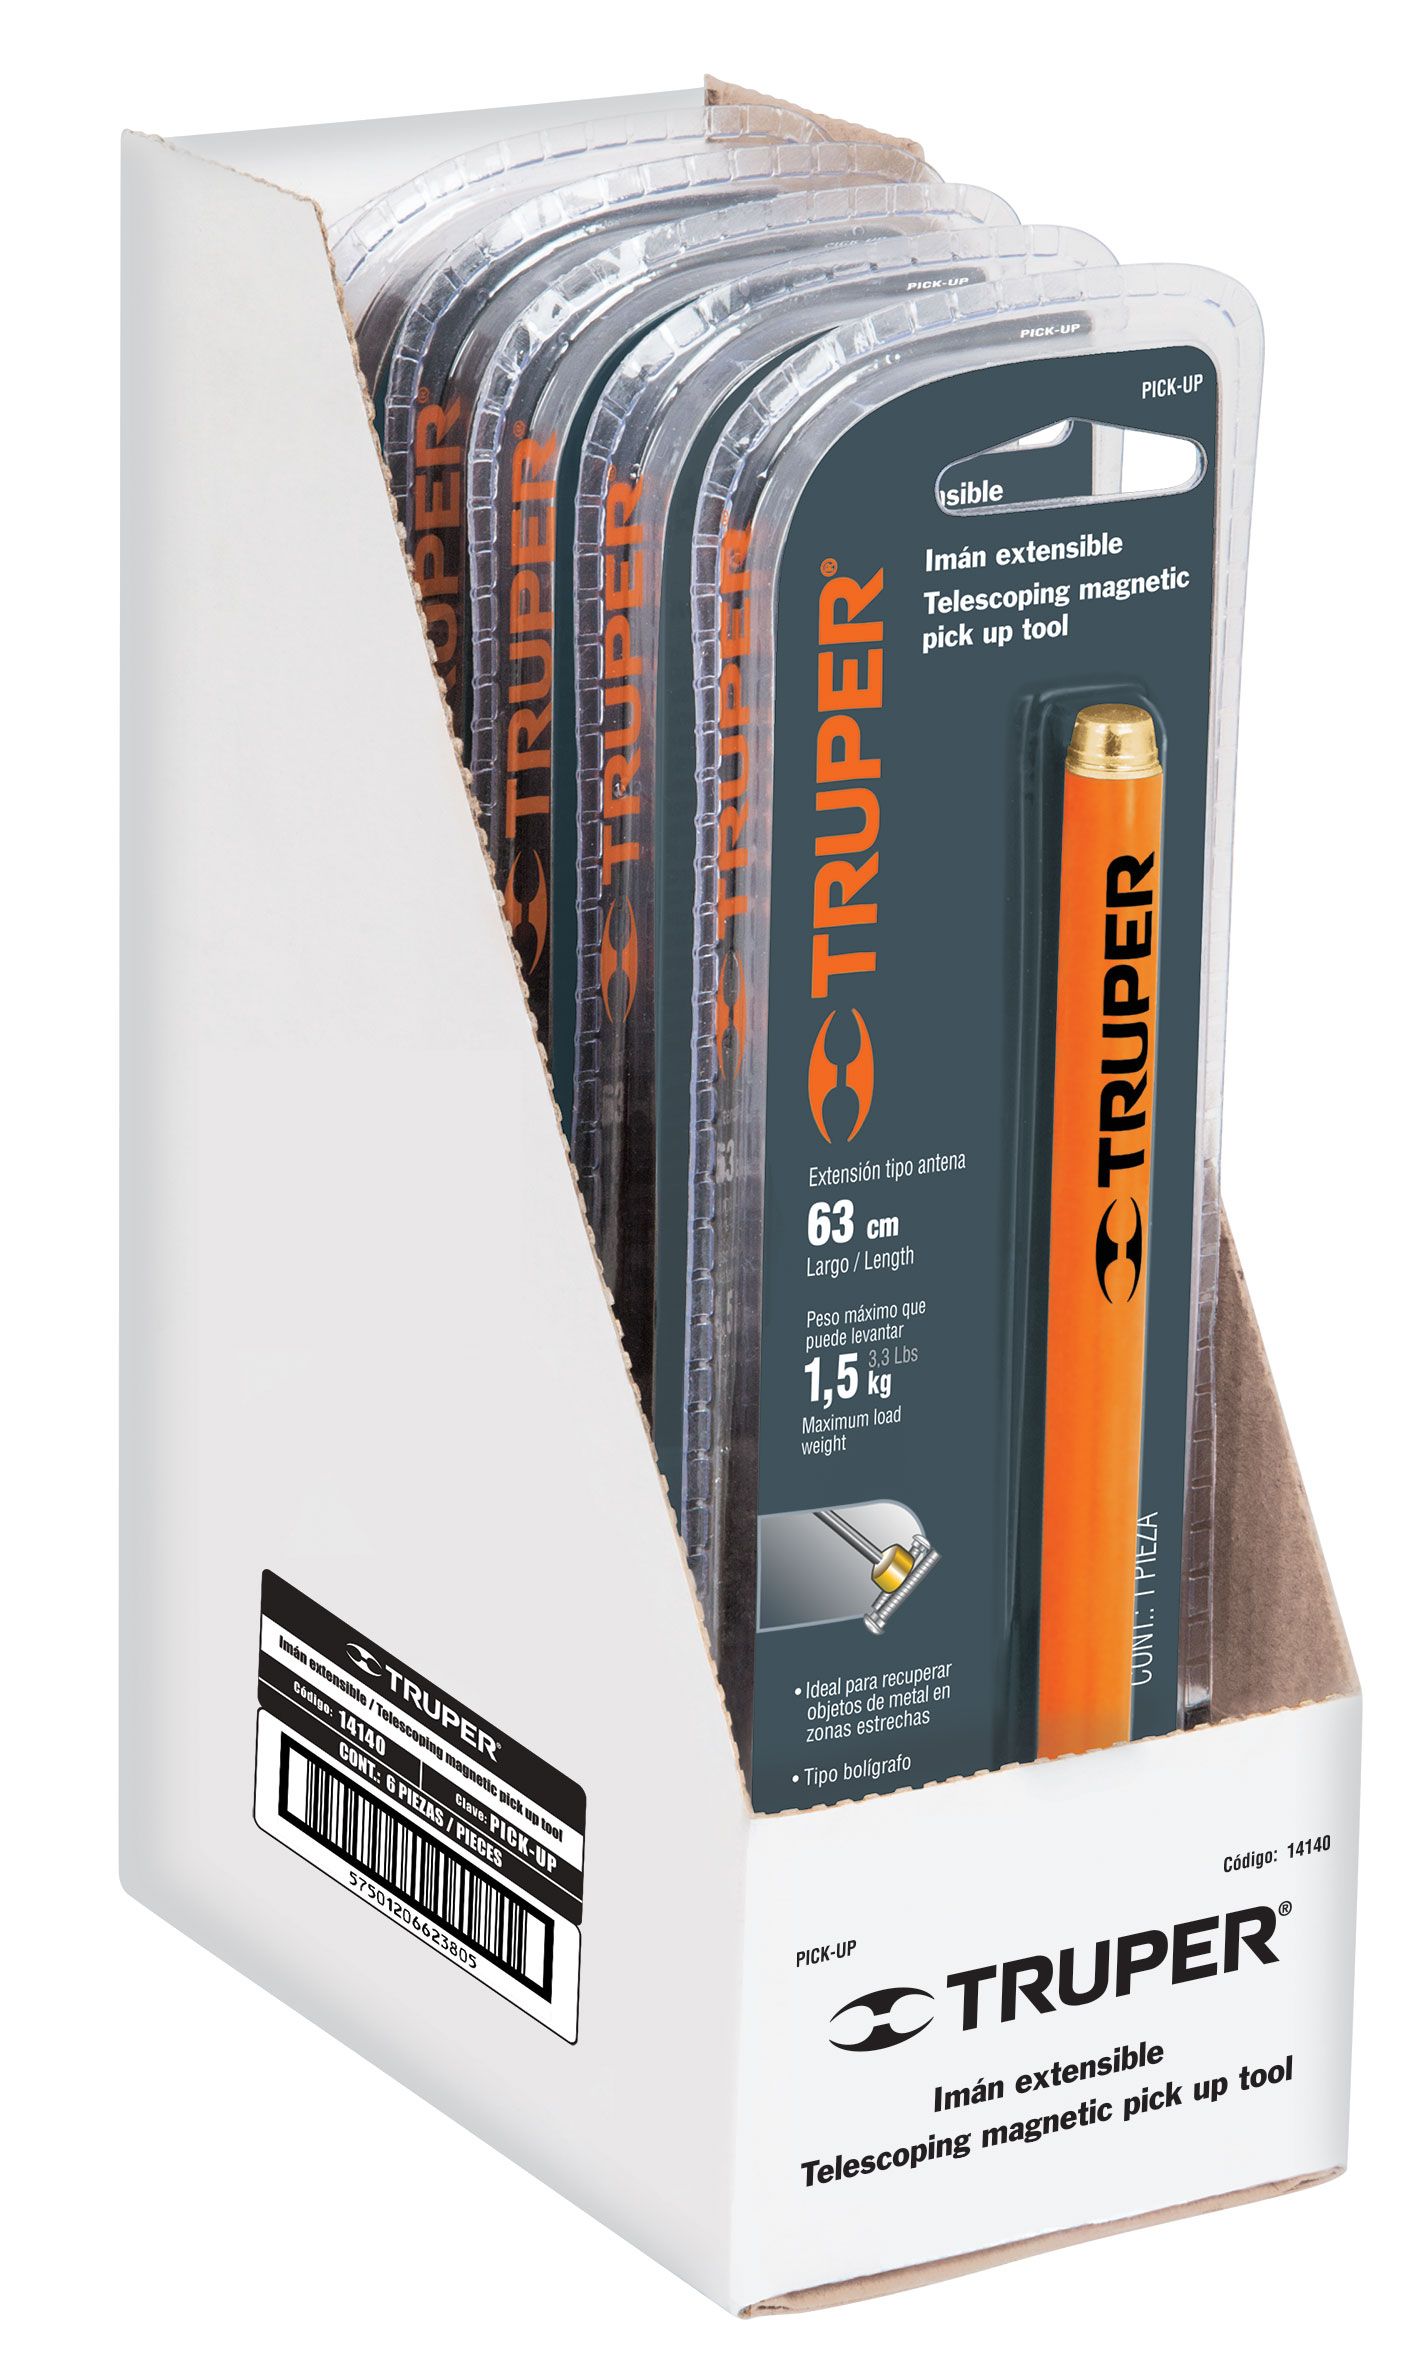 PICK-UP
PICK-UP
PICK-UP
sible
Imán extensible
Telescoping magnetic
pick up tool
TRUPER®
TRUPER®
TRUPER®
TRUPER
TRUPER®
TRUPER
Extensión tipo antena
63 cm
Largo / Length
Peso máximo que
puede levantar
1,5 kg 3,3 Lbs
Maximum load
weight
CONT.: 1 PIEZA
• Ideal para recuperar
objetos de metal en
zonas estrechas
• Tipo bolígrafo
TRUPER®
Imán extensible / Telescoping magnetic pick up tool
Código: 14140
Clave: PICK-UP
CONT.: 6 PIEZAS / PIECES
57501206623805
Código: 14140
PICK-UP
TRUPER®
Imán extensible
Telescoping magnetic pick up tool